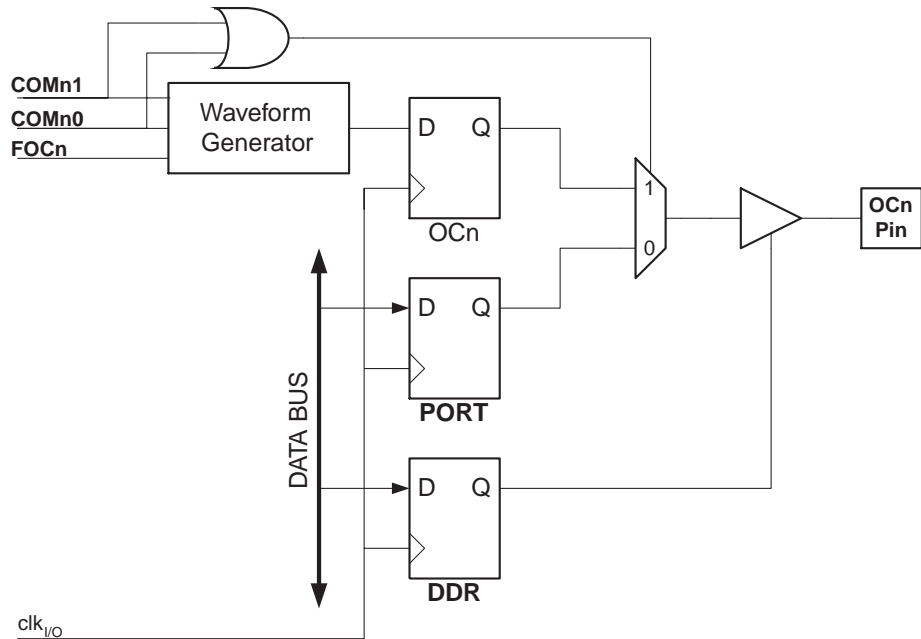 COMn1
COMn0
FOCn
Waveform
Generator
D Q
OCn
1
0
OCn
Pin
DATA BUS
D Q
PORT
D Q
DDR
clkI/O